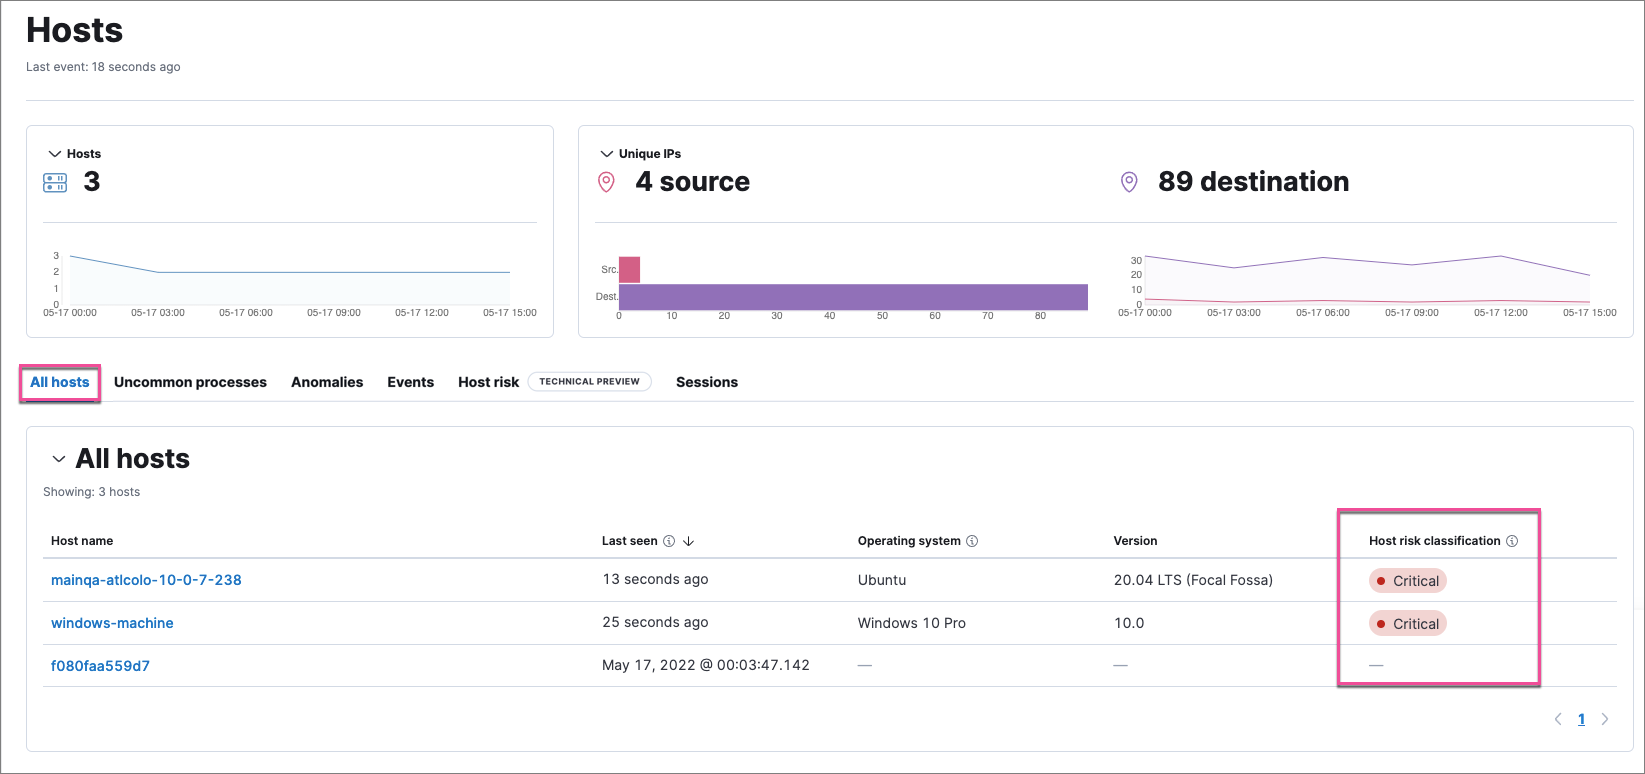 Hosts
Last event: 18 seconds ago
Hosts
3
3
2
1
0
05-17 00:00 05-17 03:00 05-17 06:00 05-17 09:00 05-17 12:00 05-17 15:00
Unique IPs
4 source
89 destination
Src.
Dest.
0 10 20 30 40 50 60 70 80
30
20
10
0
05-17 00:00 05-17 03:00 05-17 06:00 05-17 09:00 05-17 12:00 05-17 15:00
All hosts Uncommon processes Anomalies Events Host risk TECHNICAL PREVIEW Sessions
All hosts
Showing: 3 hosts
Host name Last seen Operating system Version Host risk classification
mainqa-atlcolo-10-0-7-238 13 seconds ago Ubuntu 20.04 LTS (Focal Fossa) Critical
windows-machine 25 seconds ago Windows 10 Pro 10.0 Critical
f080faa559d7 May 17, 2022 @ 00:03:47.142 — — —
1